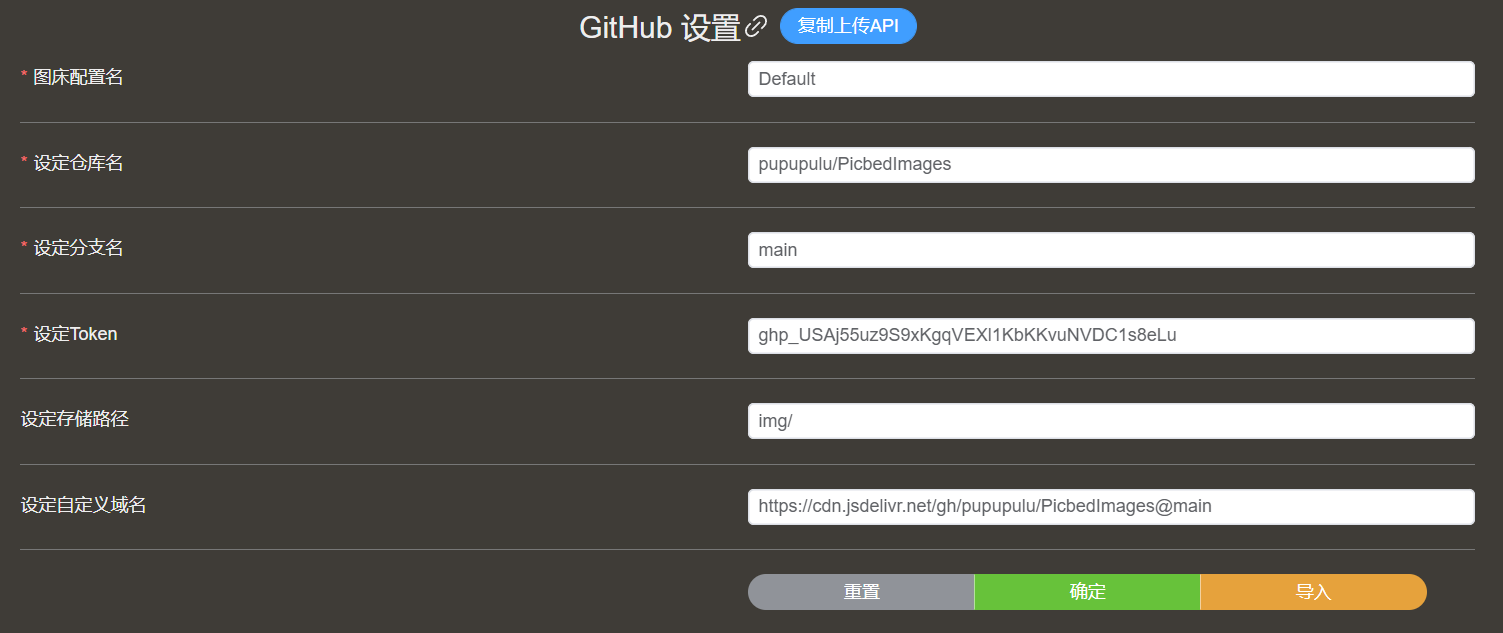 GitHub 设置 复制上传API
* 图床配置名 Default
* 设定仓库名 pupupulu/PicbedImages
* 设定分支名 main
* 设定Token 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
设定存储路径 img/
设定自定义域名 https://cdn.jsdelivr.net/gh/pupupulu/PicbedImages@main
重置 确定 导入